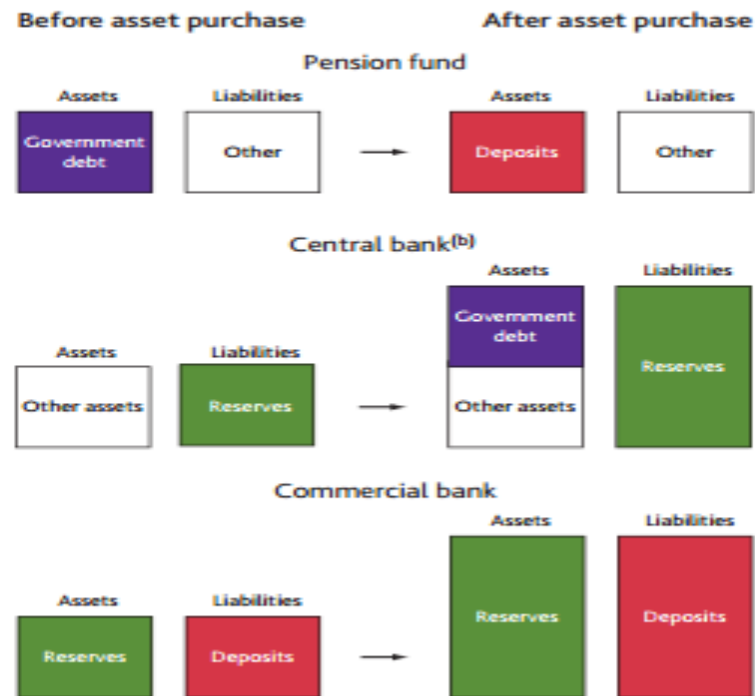 Before asset purchase After asset purchase
Pension fund
Assets Liabilities Assets Liabilities
Government
debt
Other
Deposits
Other
Central bank(b)
Assets Liabilities
Government
debt
Reserves
Assets Liabilities
Other assets
Reserves
Other assets
Commercial bank
Assets Liabilities
Reserves
Deposits
Assets Liabilities
Reserves
Deposits